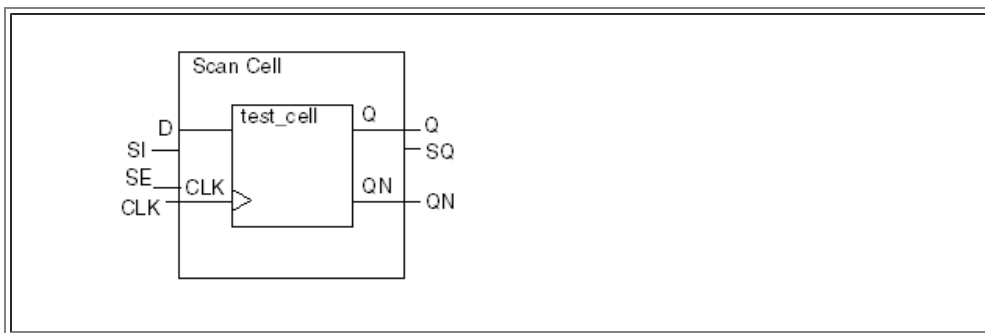 Scan Cell
test_cell
D
Q
Q
SI
SQ
SE
CLK
QN
QN
CLK